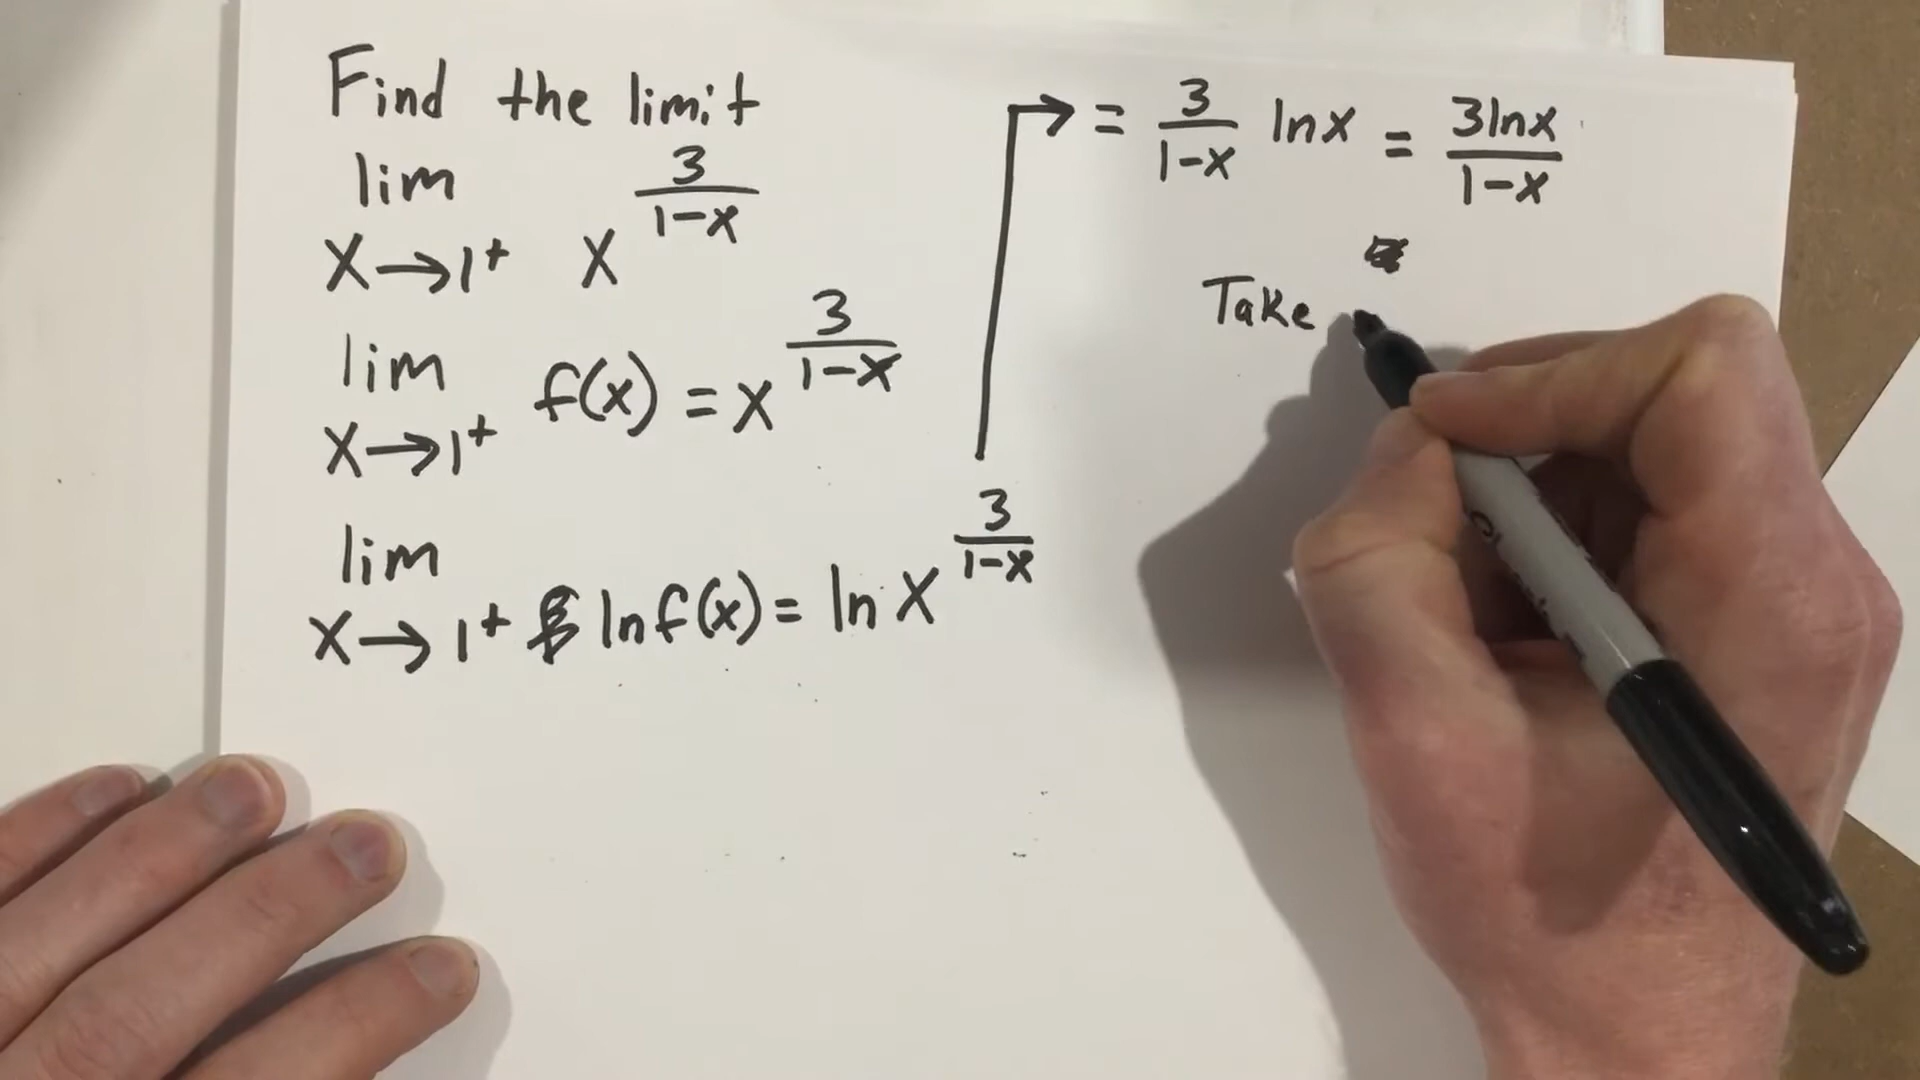 Find the limit
lim x→1⁺ x^(3/(1-x))
lim x→1⁺ f(x) = x^(3/(1-x))
lim x→1⁺ ln f(x) = ln x^(3/(1-x))
→ = 3/(1-x) ln x = 3lnx/(1-x)
Take